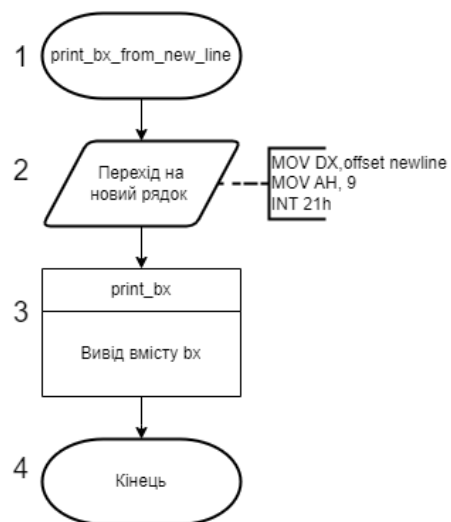 1
print_bx_from_new_line
2
Перехід на
новий рядок
MOV DX,offset newline
MOV AH, 9
INT 21h
3
print_bx
Вивід вмісту bx
4
Кінець